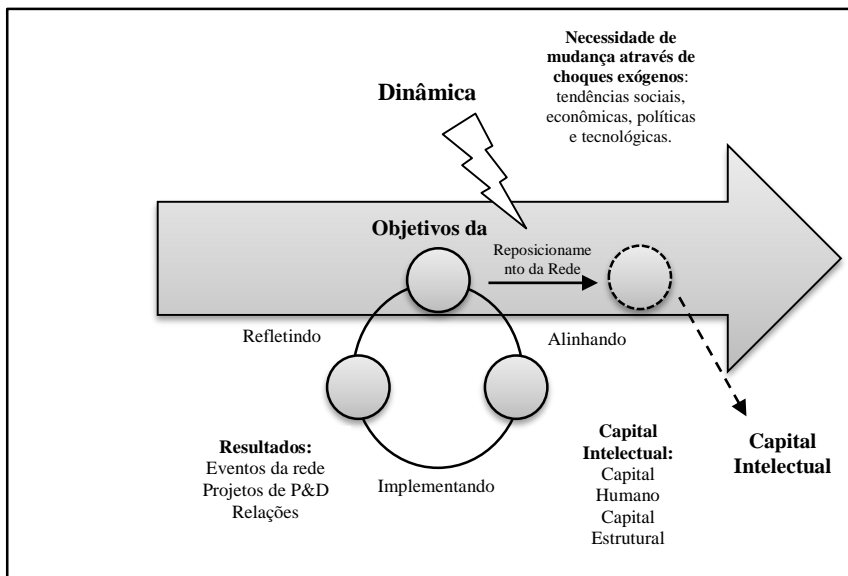 Necessidade de
mudança através de
choques exógenos:
tendências sociais,
econômicas, políticas
e tecnológicas.
Dinâmica
Objetivos da
Reposicioname
nto da Rede
Refletindo
Alinhando
Resultados:
Eventos da rede
Projetos de P&D
Relações
Implementando
Capital
Intelectual:
Capital
Humano
Capital
Estrutural
Capital
Intelectual